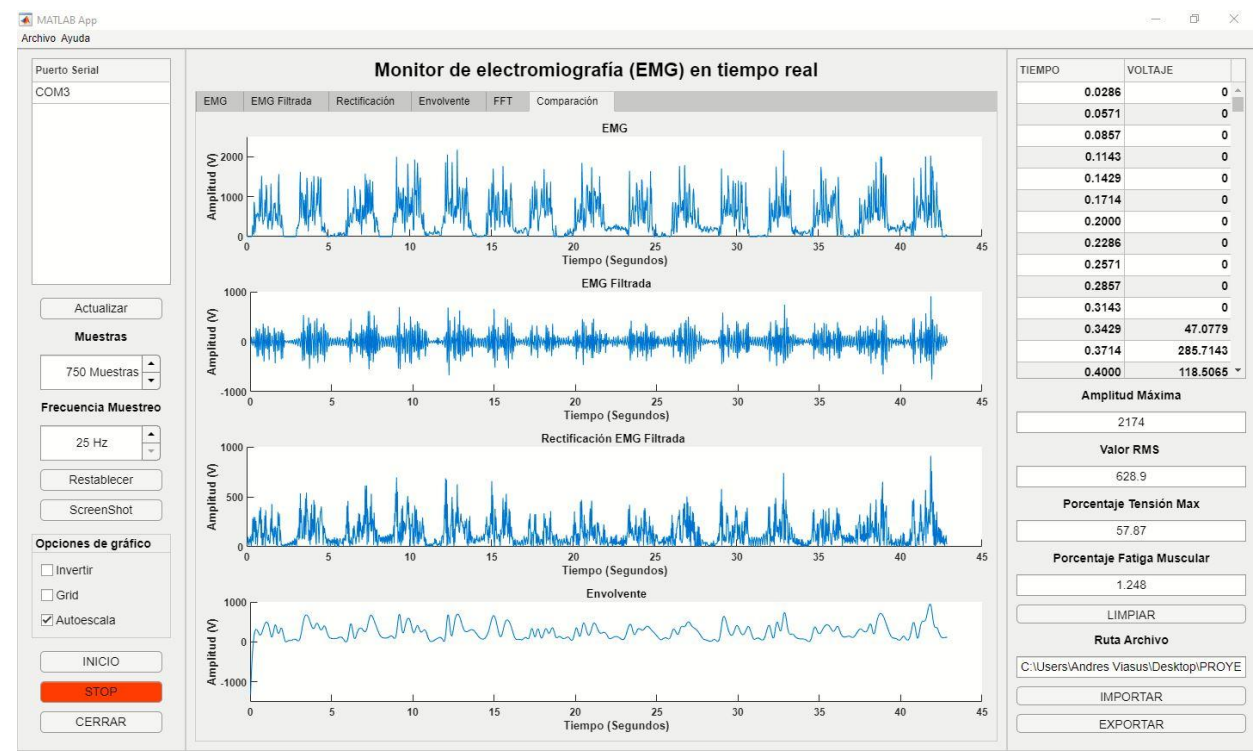 MATLAB App
Archivo Ayuda
Puerto Serial
COM3
Actualizar
Muestras
750 Muestras
Frecuencia Muestreo
25 Hz
Restablecer
ScreenShot
Opciones de gráfico
Invertir
Grid
Autoescala
INICIO
STOP
CERRAR
Monitor de electromiografía (EMG) en tiempo real
EMG EMG Filtrada Rectificación Envolvente FFT Comparación
EMG
Amplitud (V)
2000
1000
0
0 5 10 15 20 25 30 35 40 45
Tiempo (Segundos)
EMG Filtrada
Amplitud (V)
1000
0
-1000
0 5 10 15 20 25 30 35 40 45
Tiempo (Segundos)
Rectificación EMG Filtrada
Amplitud (V)
1000
500
0
0 5 10 15 20 25 30 35 40 45
Tiempo (Segundos)
Envolvente
Amplitud (V)
1000
0
-1000
0 5 10 15 20 25 30 35 40 45
Tiempo (Segundos)
TIEMPO VOLTAJE
0.0286 0
0.0571 0
0.0857 0
0.1143 0
0.1429 0
0.1714 0
0.2000 0
0.2286 0
0.2571 0
0.2857 0
0.3143 0
0.3429 47.0779
0.3714 285.7143
0.4000 118.5065
Amplitud Máxima
2174
Valor RMS
628.9
Porcentaje Tensión Max
57.87
Porcentaje Fatiga Muscular
1.248
LIMPIAR
Ruta Archivo
C:\Users\Andres Viasus\Desktop\PROYE
IMPORTAR
EXPORTAR